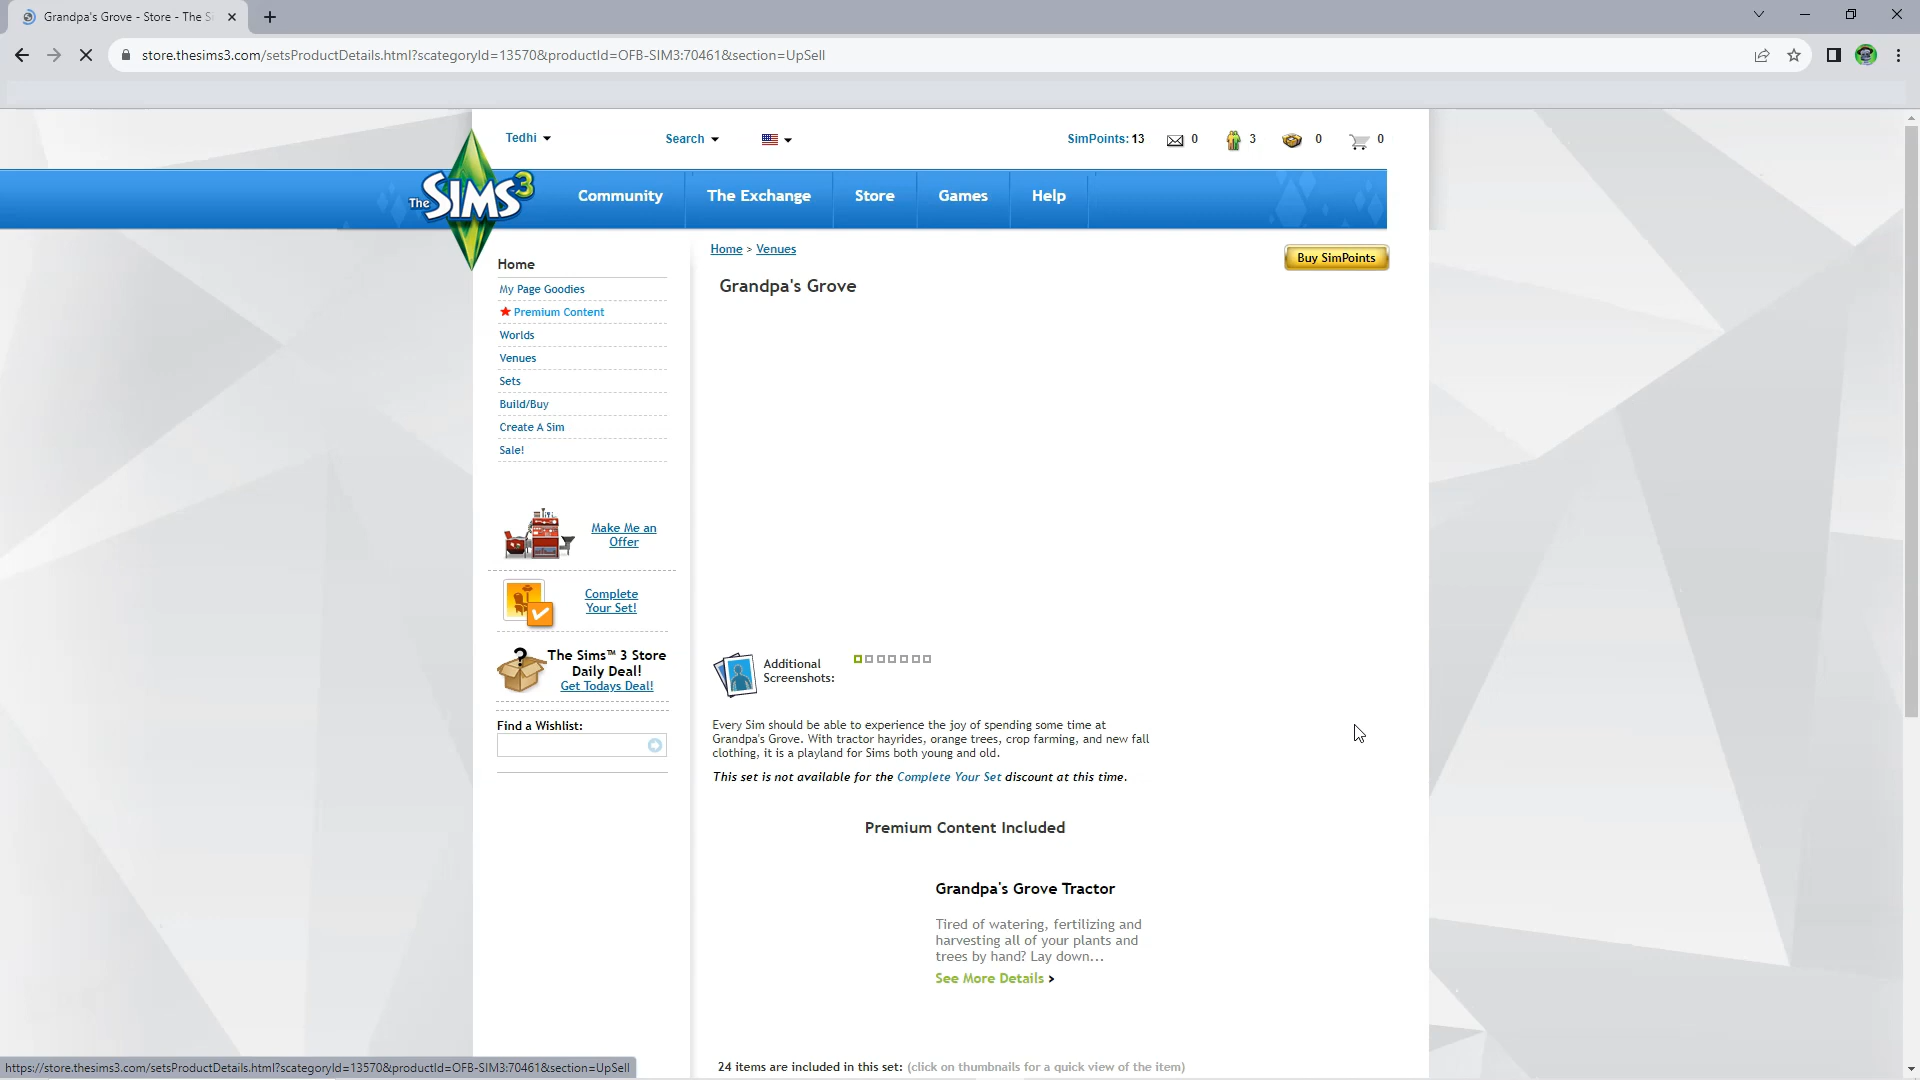 Grandpa's Grove - Store - The S
store.thesims3.com/setsProductDetails.html?scategoryId=13570&productId=OFB-SIM3:70461&section=UpSell
Tedhi
Search
SimPoints: 13
0
3
0
0
The SIMS 3
Community
The Exchange
Store
Games
Help
Home > Venues
Buy SimPoints
Home
My Page Goodies
Premium Content
Worlds
Venues
Sets
Build/Buy
Create A Sim
Sale!
Make Me an
Offer
Complete
Your Set!
The Sims™ 3 Store
Daily Deal!
Get Todays Deal!
Find a Wishlist:
Grandpa's Grove
Additional
Screenshots:
Every Sim should be able to experience the joy of spending some time at
Grandpa's Grove. With tractor hayrides, orange trees, crop farming, and new fall
clothing, it is a playland for Sims both young and old.
This set is not available for the Complete Your Set discount at this time.
Premium Content Included
Grandpa's Grove Tractor
Tired of watering, fertilizing and
harvesting all of your plants and
trees by hand? Lay down...
See More Details >
24 items are included in this set: (click on thumbnails for a quick view of the item)
https://store.thesims3.com/setsProductDetails.html?scategoryId=13570&productId=OFB-SIM3:70461&section=UpSell